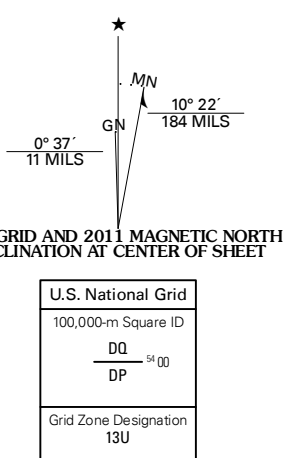 ★
MN
GN
10° 22´
184 MILS
0° 37´
11 MILS
GRID AND 2011 MAGNETIC NORTH
CLINATION AT CENTER OF SHEET
U.S. National Grid
100,000-m Square ID
DQ
54 00
DP
Grid Zone Designation
13U